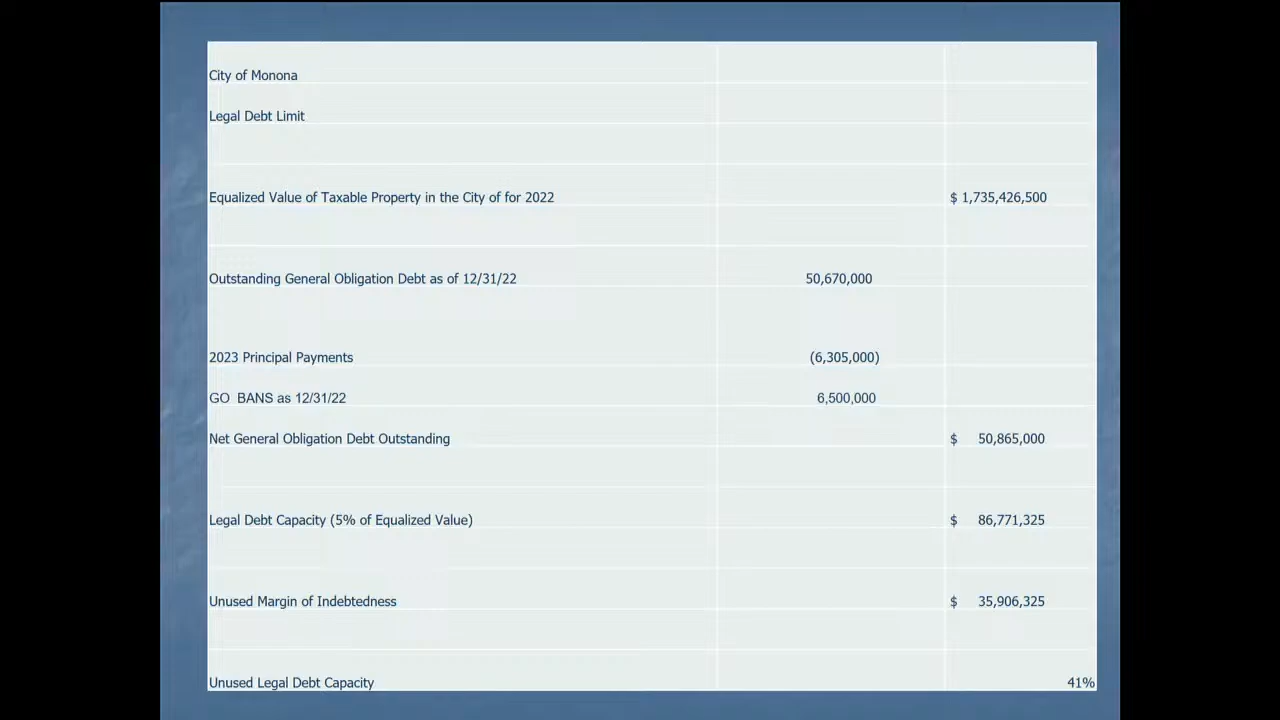 City of Monona
Legal Debt Limit
Equalized Value of Taxable Property in the City of for 2022 $ 1,735,426,500
Outstanding General Obligation Debt as of 12/31/22 50,670,000
2023 Principal Payments (6,305,000)
GO BANS as 12/31/22 6,500,000
Net General Obligation Debt Outstanding $ 50,865,000
Legal Debt Capacity (5% of Equalized Value) $ 86,771,325
Unused Margin of Indebtedness $ 35,906,325
Unused Legal Debt Capacity 41%